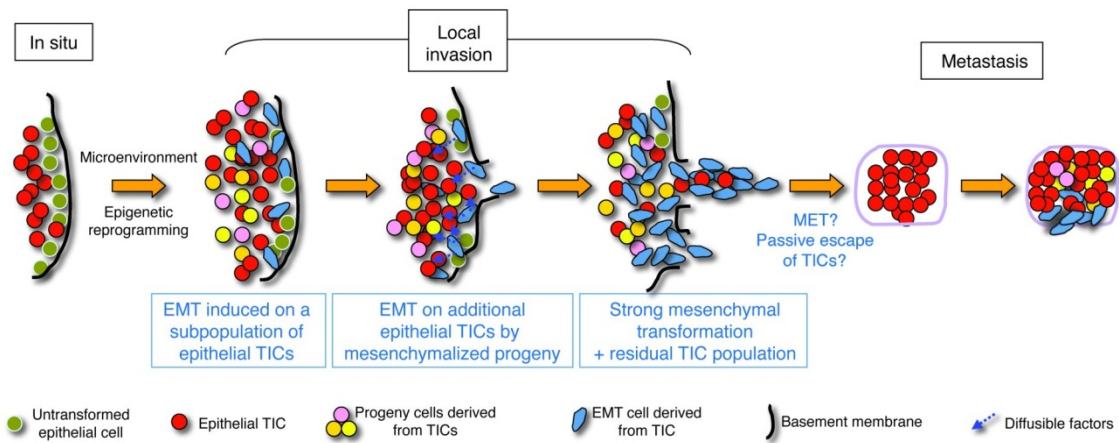 In situ
Local
invasion
Metastasis
Microenvironment
Epigenetic
reprogramming
MET?
Passive escape
of TICs?
EMT induced on a
subpopulation of
epithelial TICs
EMT on additional
epithelial TICs by
mesenchymalized progeny
Strong mesenchymal
transformation
+ residual TIC population
Untransformed
epithelial cell
Epithelial TIC
Progeny cells derived
from TICs
EMT cell derived
from TIC
Basement membrane
Diffusible factors